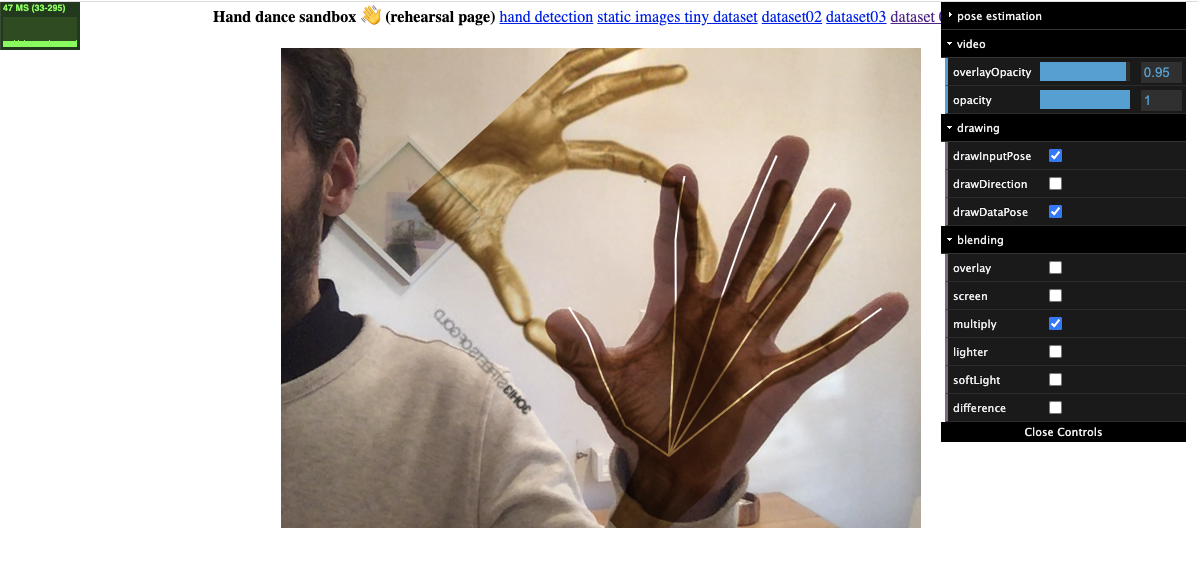 47 MS (33-295)
Hand dance sandbox 👋 (rehearsal page) hand detection static images tiny dataset dataset02 dataset03 dataset
pose estimation
video
overlayOpacity 0.95
opacity 1
drawing
drawInputPose
drawDirection
drawDataPose
blending
overlay
screen
multiply
lighter
softLight
difference
Close Controls